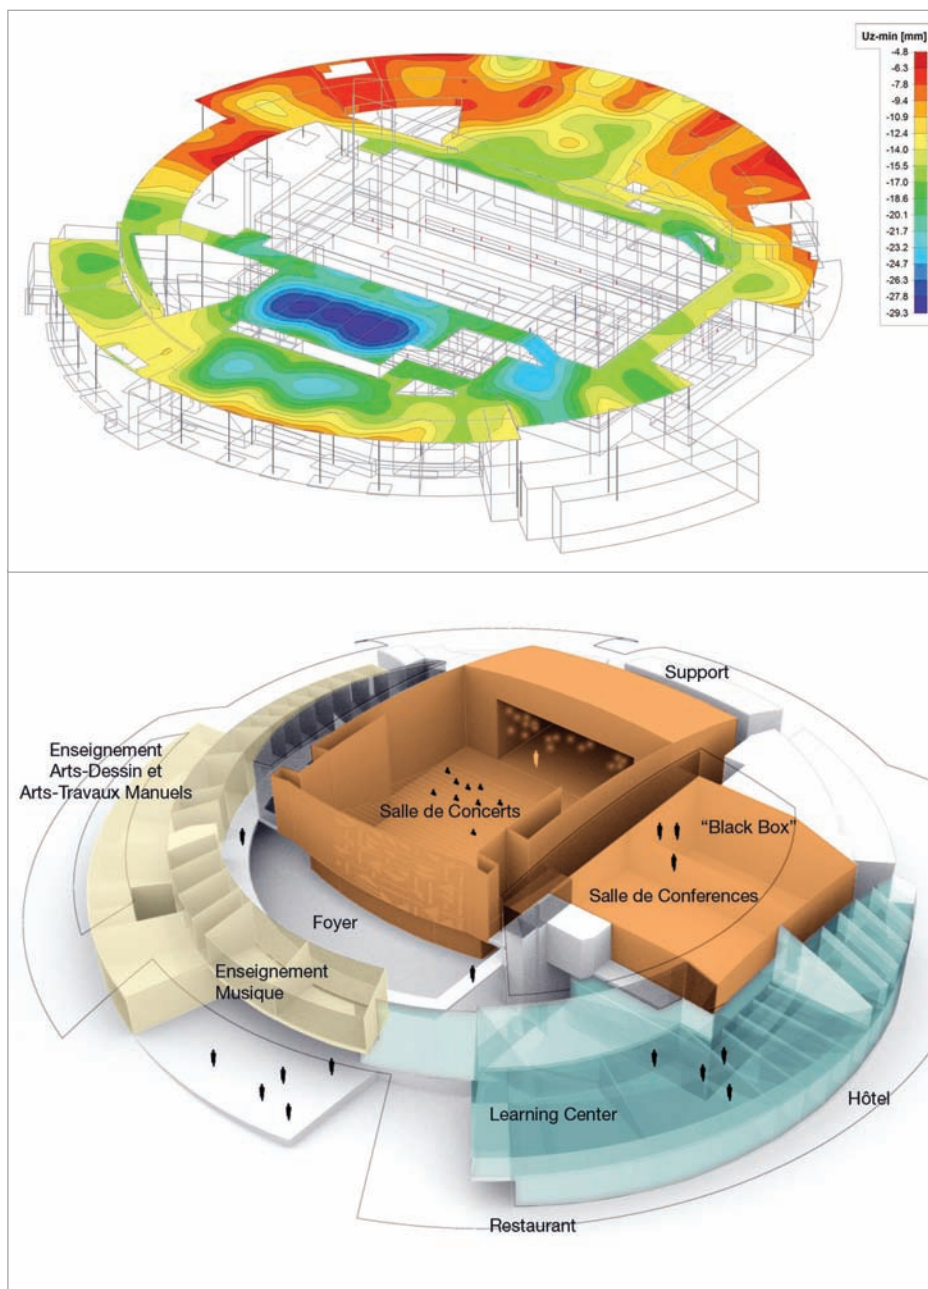 Uz-min [mm]
-4.8
-6.3
-7.8
-9.4
-10.9
-12.4
-14.0
-15.5
-17.0
-18.6
-20.1
-21.7
-23.2
-24.7
-26.3
-27.8
-29.3
Support
Enseignement
Arts-Dessin et
Arts-Travaux Manuels
Salle de Concerts
“Black Box”
Salle de Conferences
Foyer
Enseignement
Musique
Learning Center
Hôtel
Restaurant